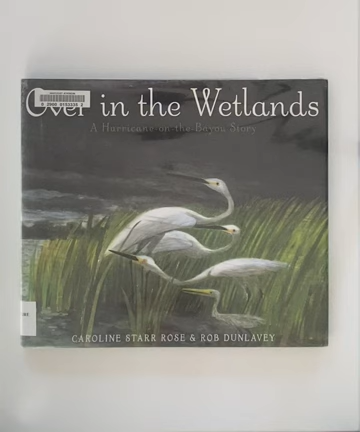 Over in the Wetlands
A Hurricane-on-the-Bayou Story
CAROLINE STARR ROSE & ROB DUNLAVEY